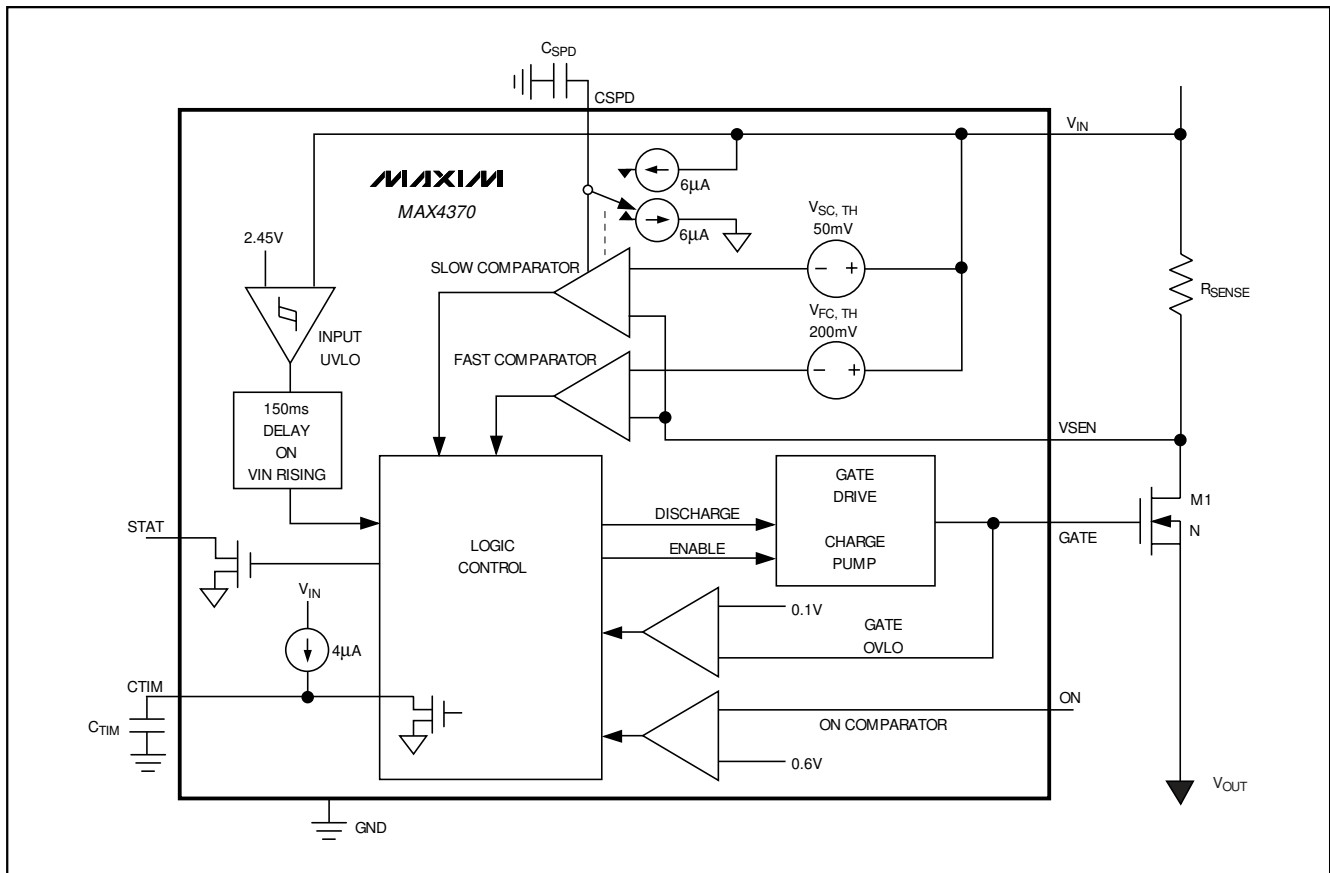 CSPD
CSPD
VIN
MAXIM
MAX4370
6μA
6μA
VSC, TH
50mV
2.45V
SLOW COMPARATOR
RSENSE
VFC, TH
200mV
INPUT
UVLO
FAST COMPARATOR
150ms
DELAY
ON
VIN RISING
VSEN
GATE
DRIVE
CHARGE
PUMP
M1
N
GATE
DISCHARGE
ENABLE
STAT
LOGIC
CONTROL
VIN
4μA
0.1V
GATE
OVLO
CTIM
CTIM
ON
ON COMPARATOR
0.6V
VOUT
GND